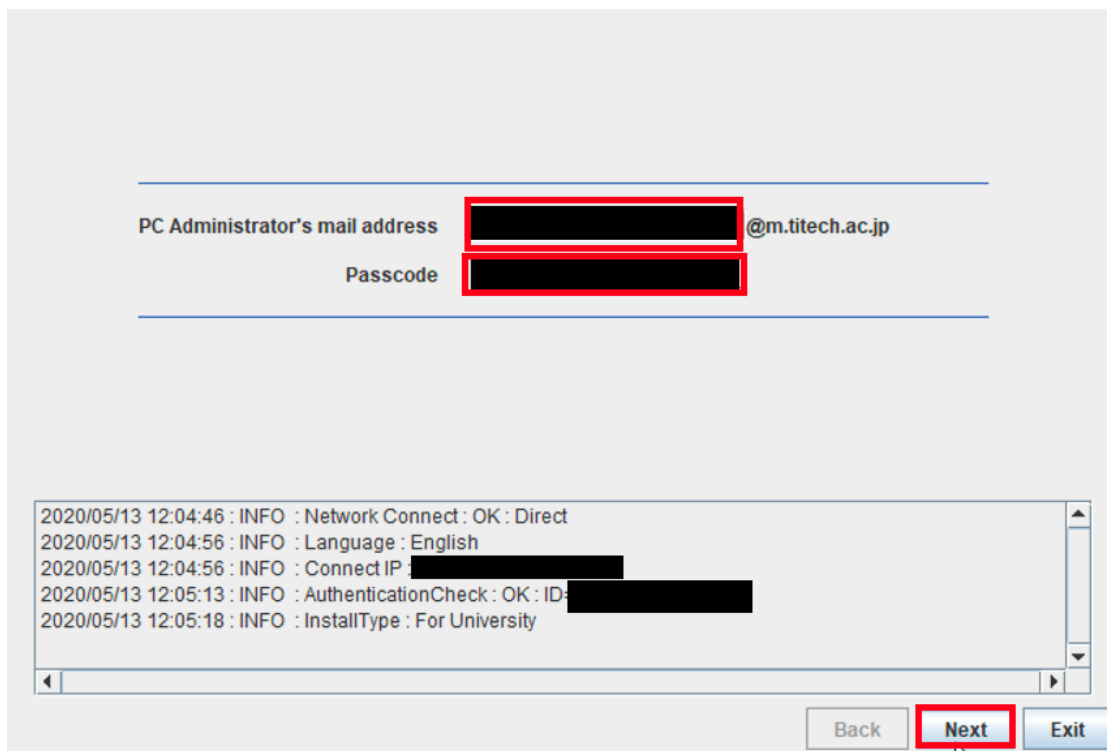 PC Administrator's mail address @m.titech.ac.jp
Passcode
2020/05/13 12:04:46 : INFO : Network Connect : OK : Direct
2020/05/13 12:04:56 : INFO : Language : English
2020/05/13 12:04:56 : INFO : Connect IP :
2020/05/13 12:05:13 : INFO : AuthenticationCheck : OK : ID=
2020/05/13 12:05:18 : INFO : InstallType : For University
Back Next Exit